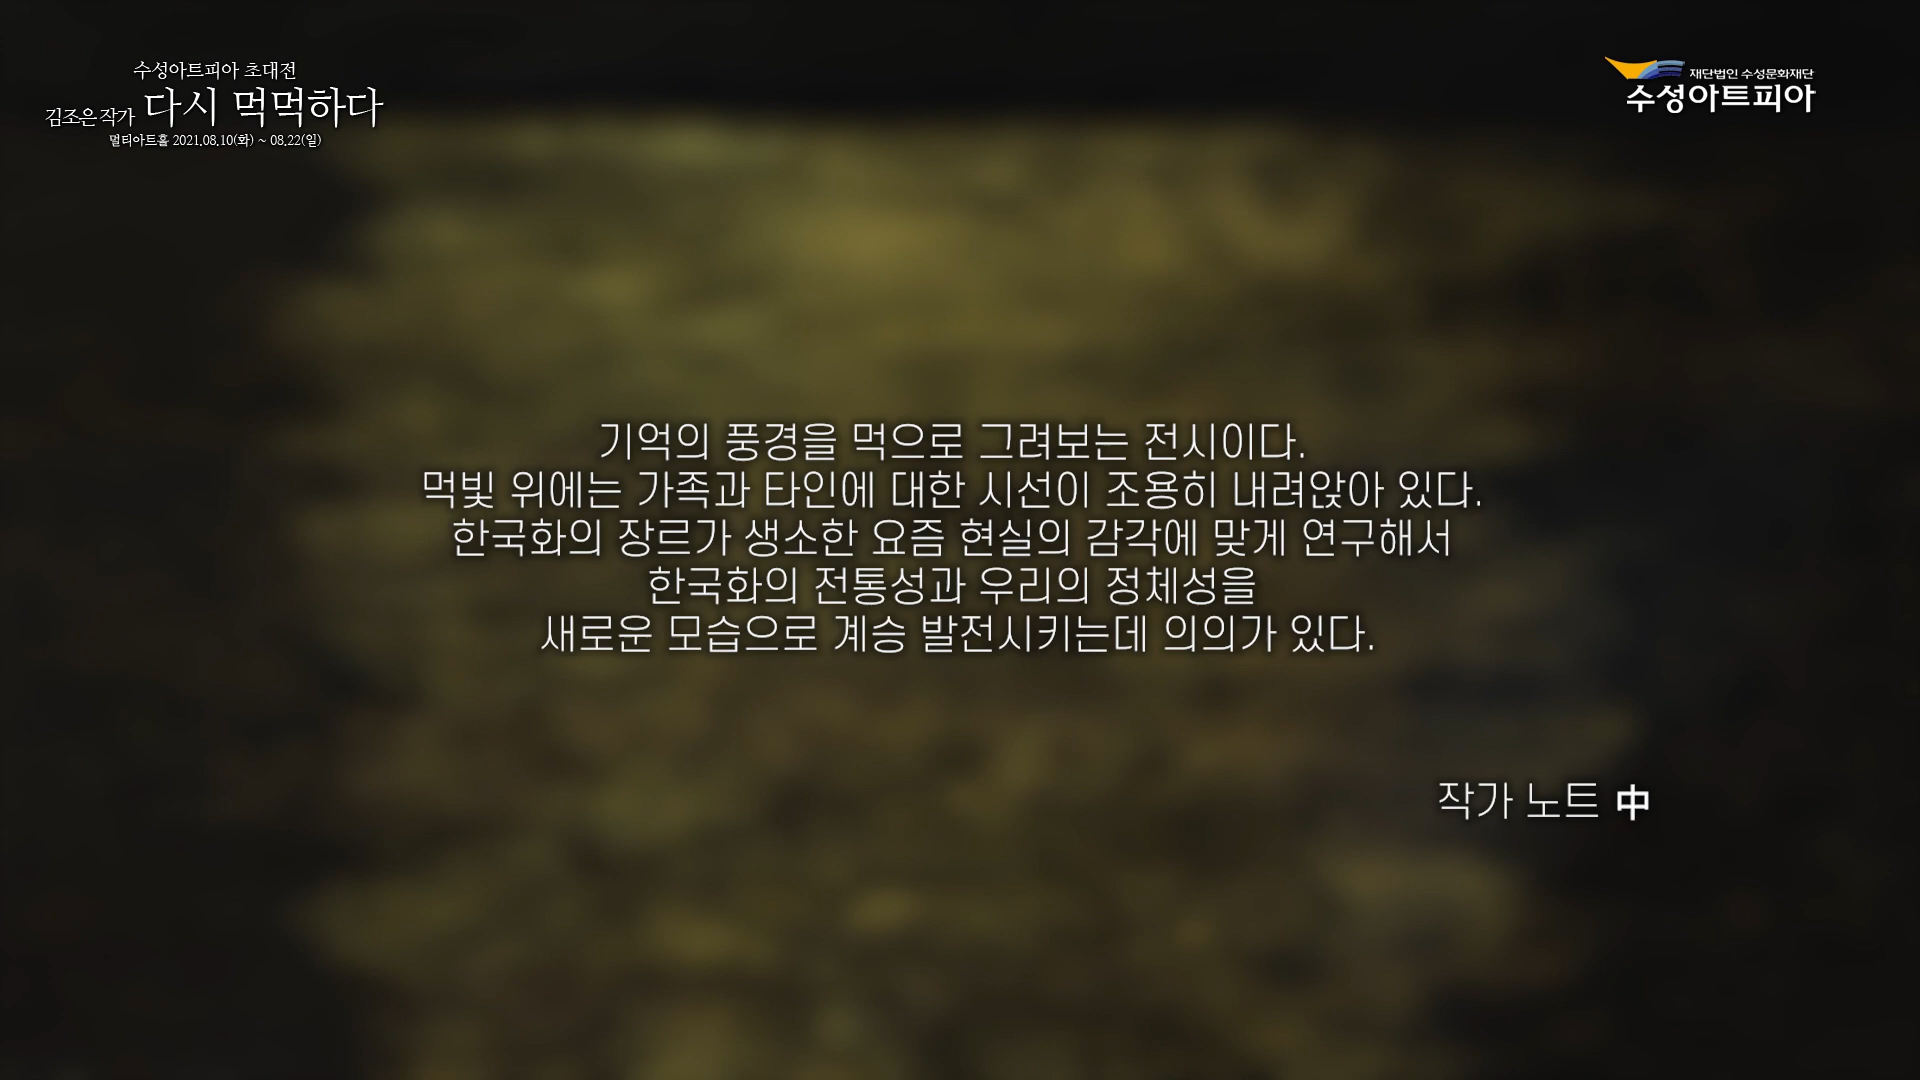 수성아트피아 초대전
김조은 작가 다시 먹먹하다
멀티아트홀 2021.08.10(화) ~ 08.22(일)
재단법인 수성문화재단
수성아트피아
기억의 풍경을 먹으로 그려보는 전시이다.
먹빛 위에는 가족과 타인에 대한 시선이 조용히 내려앉아 있다.
한국화의 장르가 생소한 요즘 현실의 감각에 맞게 연구해서
한국화의 전통성과 우리의 정체성을
새로운 모습으로 계승 발전시키는데 의의가 있다.
작가 노트 中